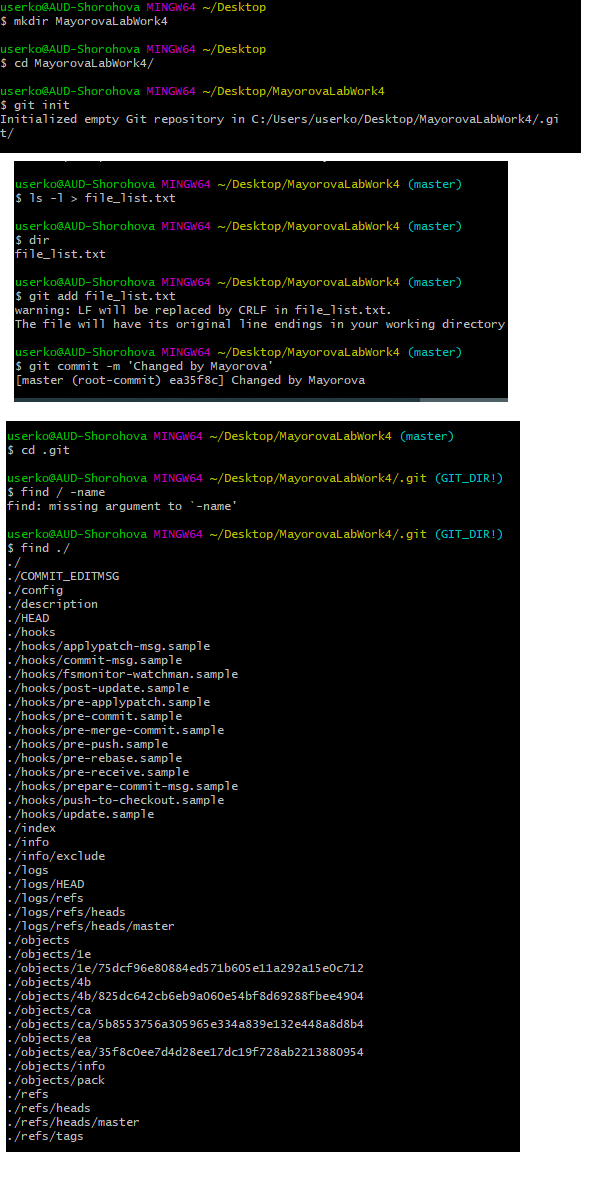 userko@AUD-Shorohova MINGW64 ~/Desktop
$ mkdir MayorovaLabWork4
userko@AUD-Shorohova MINGW64 ~/Desktop
$ cd MayorovaLabWork4/
userko@AUD-Shorohova MINGW64 ~/Desktop/MayorovaLabWork4
$ git init
Initialized empty Git repository in C:/Users/userko/Desktop/MayorovaLabWork4/.gi
t/
userko@AUD-Shorohova MINGW64 ~/Desktop/MayorovaLabWork4 (master)
$ ls -l > file_list.txt
userko@AUD-Shorohova MINGW64 ~/Desktop/MayorovaLabWork4 (master)
$ dir
file_list.txt
userko@AUD-Shorohova MINGW64 ~/Desktop/MayorovaLabWork4 (master)
$ git add file_list.txt
warning: LF will be replaced by CRLF in file_list.txt.
The file will have its original line endings in your working directory
userko@AUD-Shorohova MINGW64 ~/Desktop/MayorovaLabWork4 (master)
$ git commit -m 'Changed by Mayorova'
[master (root-commit) ea35f8c] Changed by Mayorova
userko@AUD-Shorohova MINGW64 ~/Desktop/MayorovaLabWork4 (master)
$ cd .git
userko@AUD-Shorohova MINGW64 ~/Desktop/MayorovaLabWork4/.git (GIT_DIR!)
$ find / -name
find: missing argument to `-name'
userko@AUD-Shorohova MINGW64 ~/Desktop/MayorovaLabWork4/.git (GIT_DIR!)
$ find ./
./
./COMMIT_EDITMSG
./config
./description
./HEAD
./hooks
./hooks/applypatch-msg.sample
./hooks/commit-msg.sample
./hooks/fsmonitor-watchman.sample
./hooks/post-update.sample
./hooks/pre-applypatch.sample
./hooks/pre-commit.sample
./hooks/pre-merge-commit.sample
./hooks/pre-push.sample
./hooks/pre-rebase.sample
./hooks/pre-receive.sample
./hooks/prepare-commit-msg.sample
./hooks/push-to-checkout.sample
./hooks/update.sample
./index
./info
./info/exclude
./logs
./logs/HEAD
./logs/refs
./logs/refs/heads
./logs/refs/heads/master
./objects
./objects/1e
./objects/1e/75dcf96e80884ed571b605e11a292a15e0c712
./objects/4b
./objects/4b/825dc642cb6eb9a060e54bf8d69288fbee4904
./objects/ca
./objects/ca/5b8553756a305965e334a839e132e448a8d8b4
./objects/ea
./objects/ea/35f8c0ee7d4d28ee17dc19f728ab2213880954
./objects/info
./objects/pack
./refs
./refs/heads
./refs/heads/master
./refs/tags